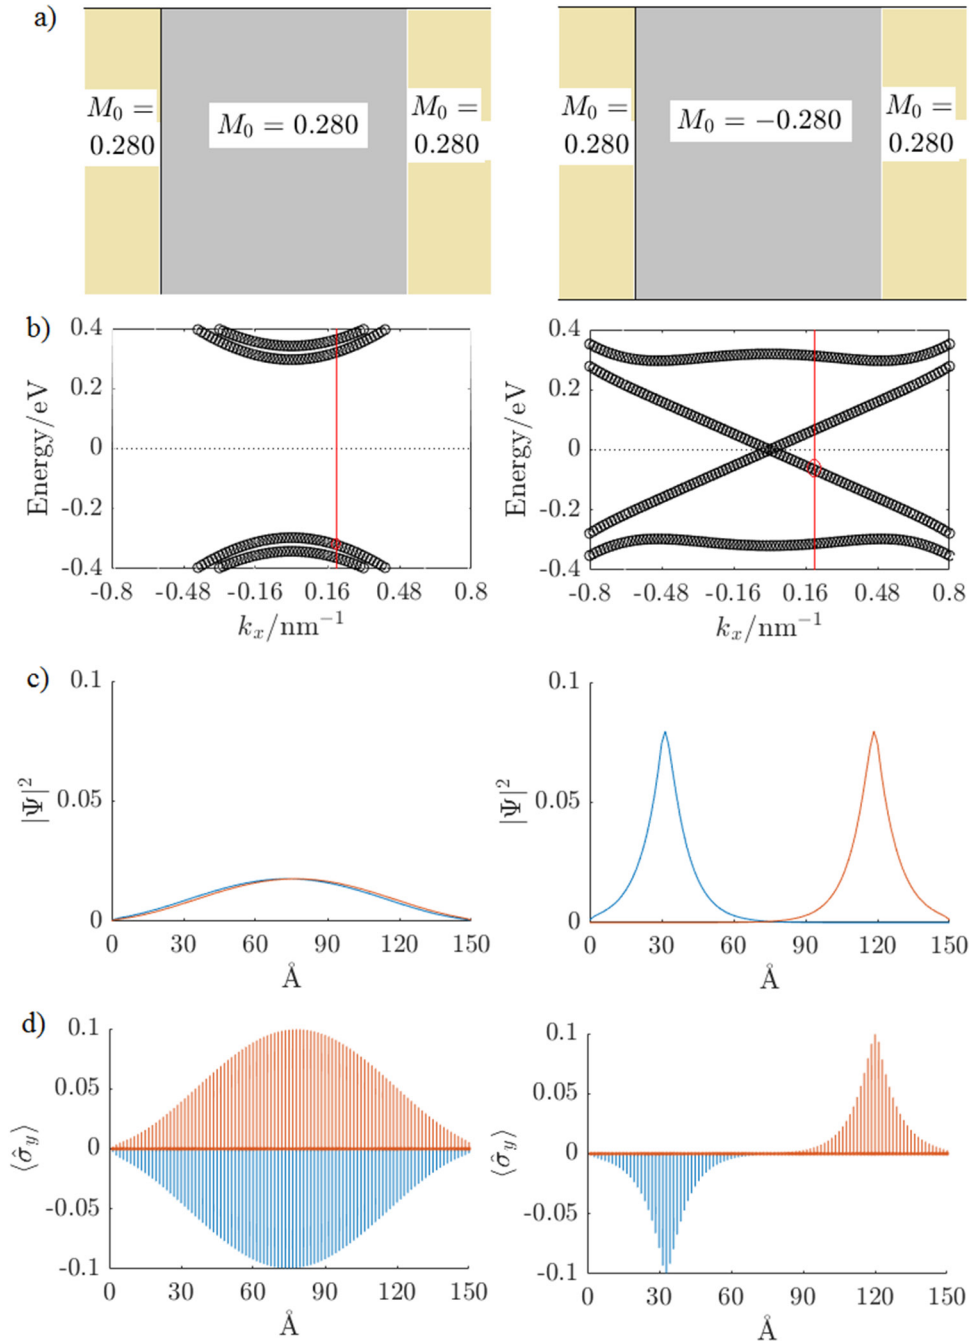 a)
M₀ = 0.280
M₀ = 0.280
M₀ = 0.280
M₀ = 0.280
M₀ = −0.280
M₀ = 0.280
b)
0.4
0.2
0
-0.2
-0.4
Energy/eV
-0.8 -0.48 -0.16 0.16 0.48 0.8
kₓ/nm⁻¹
0.4
0.2
0
-0.2
-0.4
Energy/eV
-0.8 -0.48 -0.16 0.16 0.48 0.8
kₓ/nm⁻¹
c)
0.1
0.05
0
|Ψ|²
0 30 60 90 120 150
Å
0.1
0.05
0
|Ψ|²
0 30 60 90 120 150
Å
d)
0.1
0.05
0
-0.05
-0.1
⟨σ̂_y⟩
0 30 60 90 120 150
Å
0.1
0.05
0
-0.05
-0.1
⟨σ̂_y⟩
0 30 60 90 120 150
Å